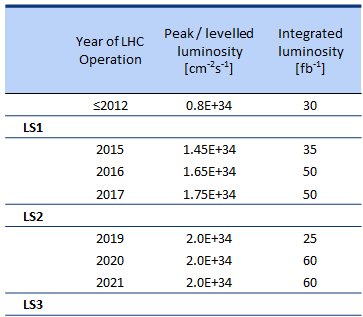 Year of LHC Operation Peak / levelled luminosity [cm-2s-1] Integrated luminosity [fb-1]
≤2012 0.8E+34 30
LS1
2015 1.45E+34 35
2016 1.65E+34 50
2017 1.75E+34 50
LS2
2019 2.0E+34 25
2020 2.0E+34 60
2021 2.0E+34 60
LS3